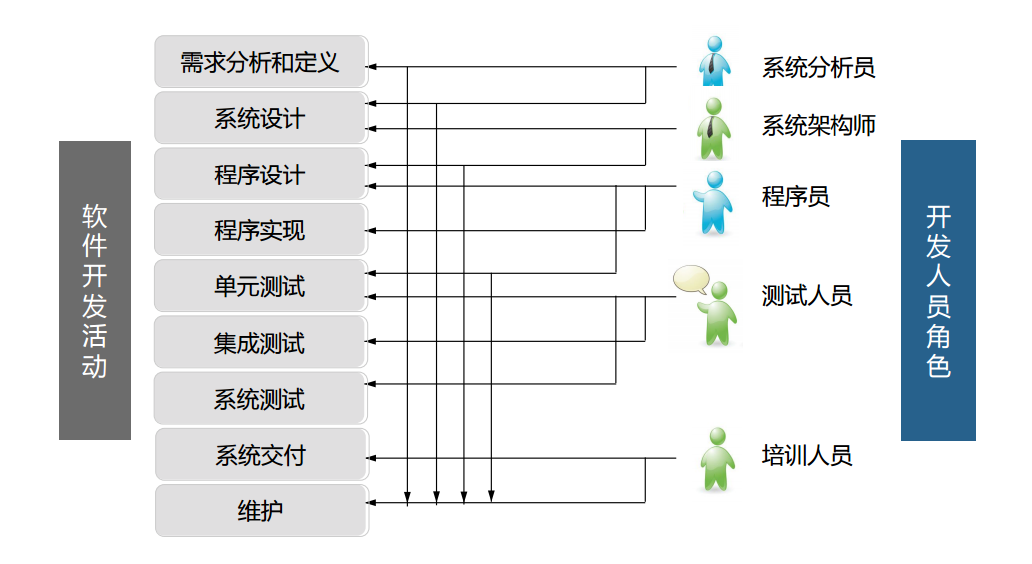 软件开发活动
需求分析和定义
系统设计
程序设计
程序实现
单元测试
集成测试
系统测试
系统交付
维护
系统分析员
系统架构师
程序员
测试人员
培训人员
开发人员角色